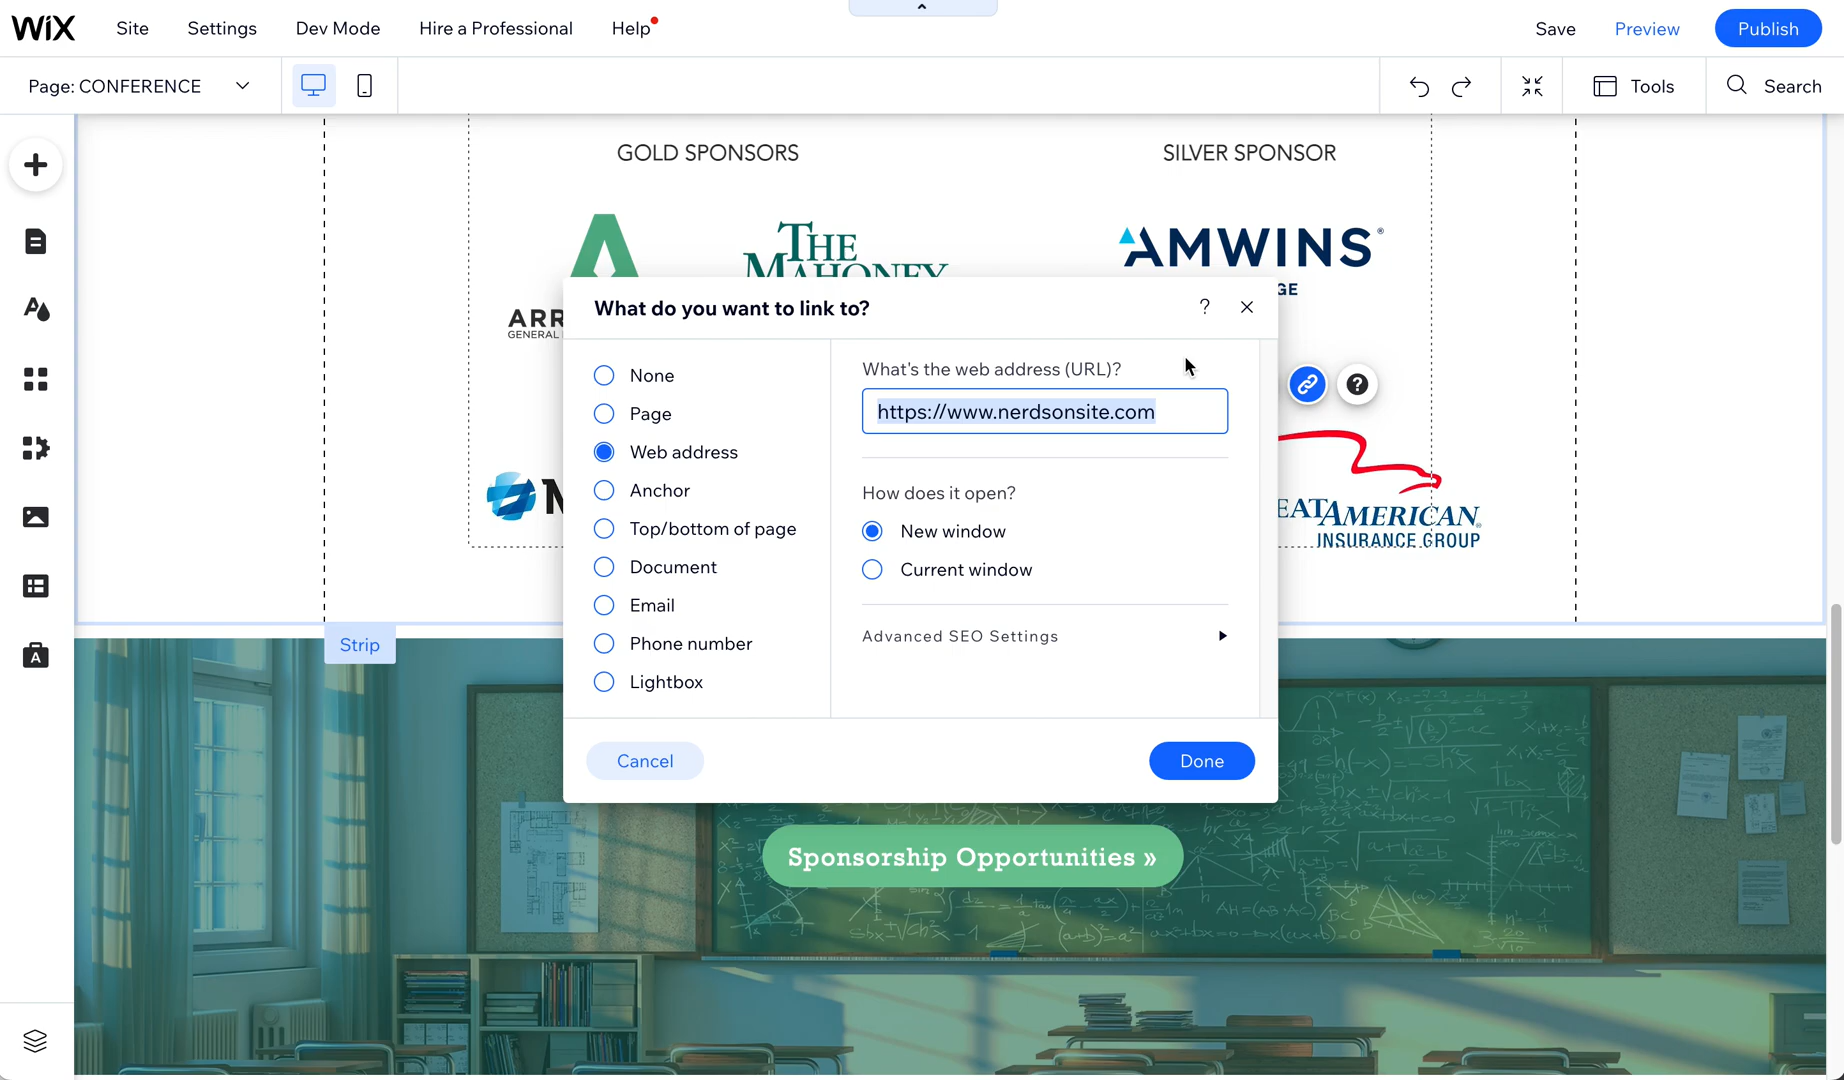 WiX Site Settings Dev Mode Hire a Professional Help Save Preview Publish
Page: CONFERENCE Tools Search
GOLD SPONSORS SILVER SPONSOR
THE
MAHONEY
AMWINS®
GE
ARR
GENERAL
What do you want to link to? ?
None
Page
Web address
Anchor
Top/bottom of page
Document
Email
Phone number
Lightbox
What's the web address (URL)?
https://www.nerdsonsite.com
How does it open?
New window
Current window
Advanced SEO Settings
Cancel Done
EATAMERICAN
INSURANCE GROUP
Strip
Sponsorship Opportunities »